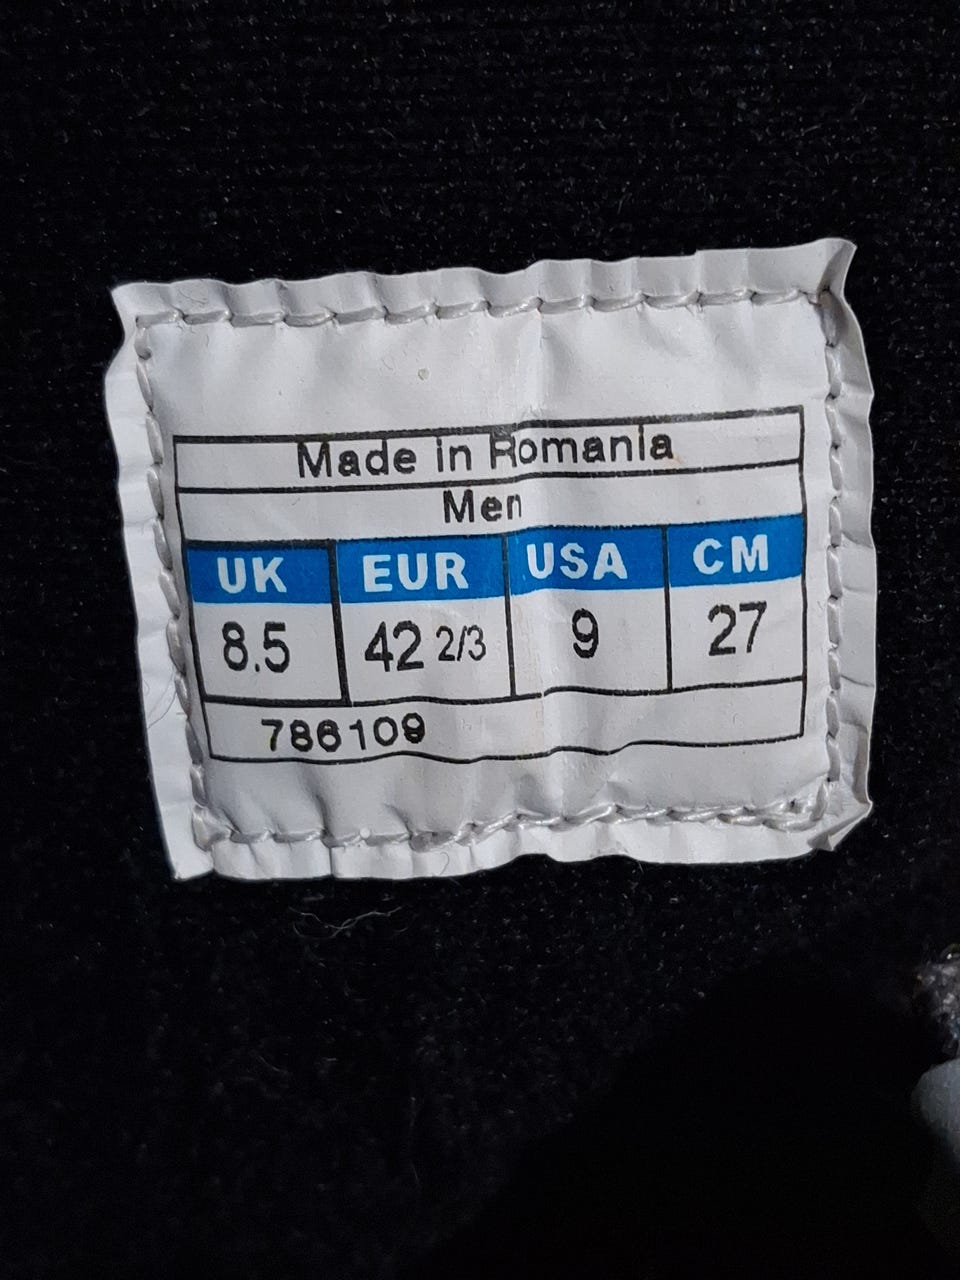 Made in Romania
Men
UK EUR USA CM
8.5 42 2/3 9 27
786109